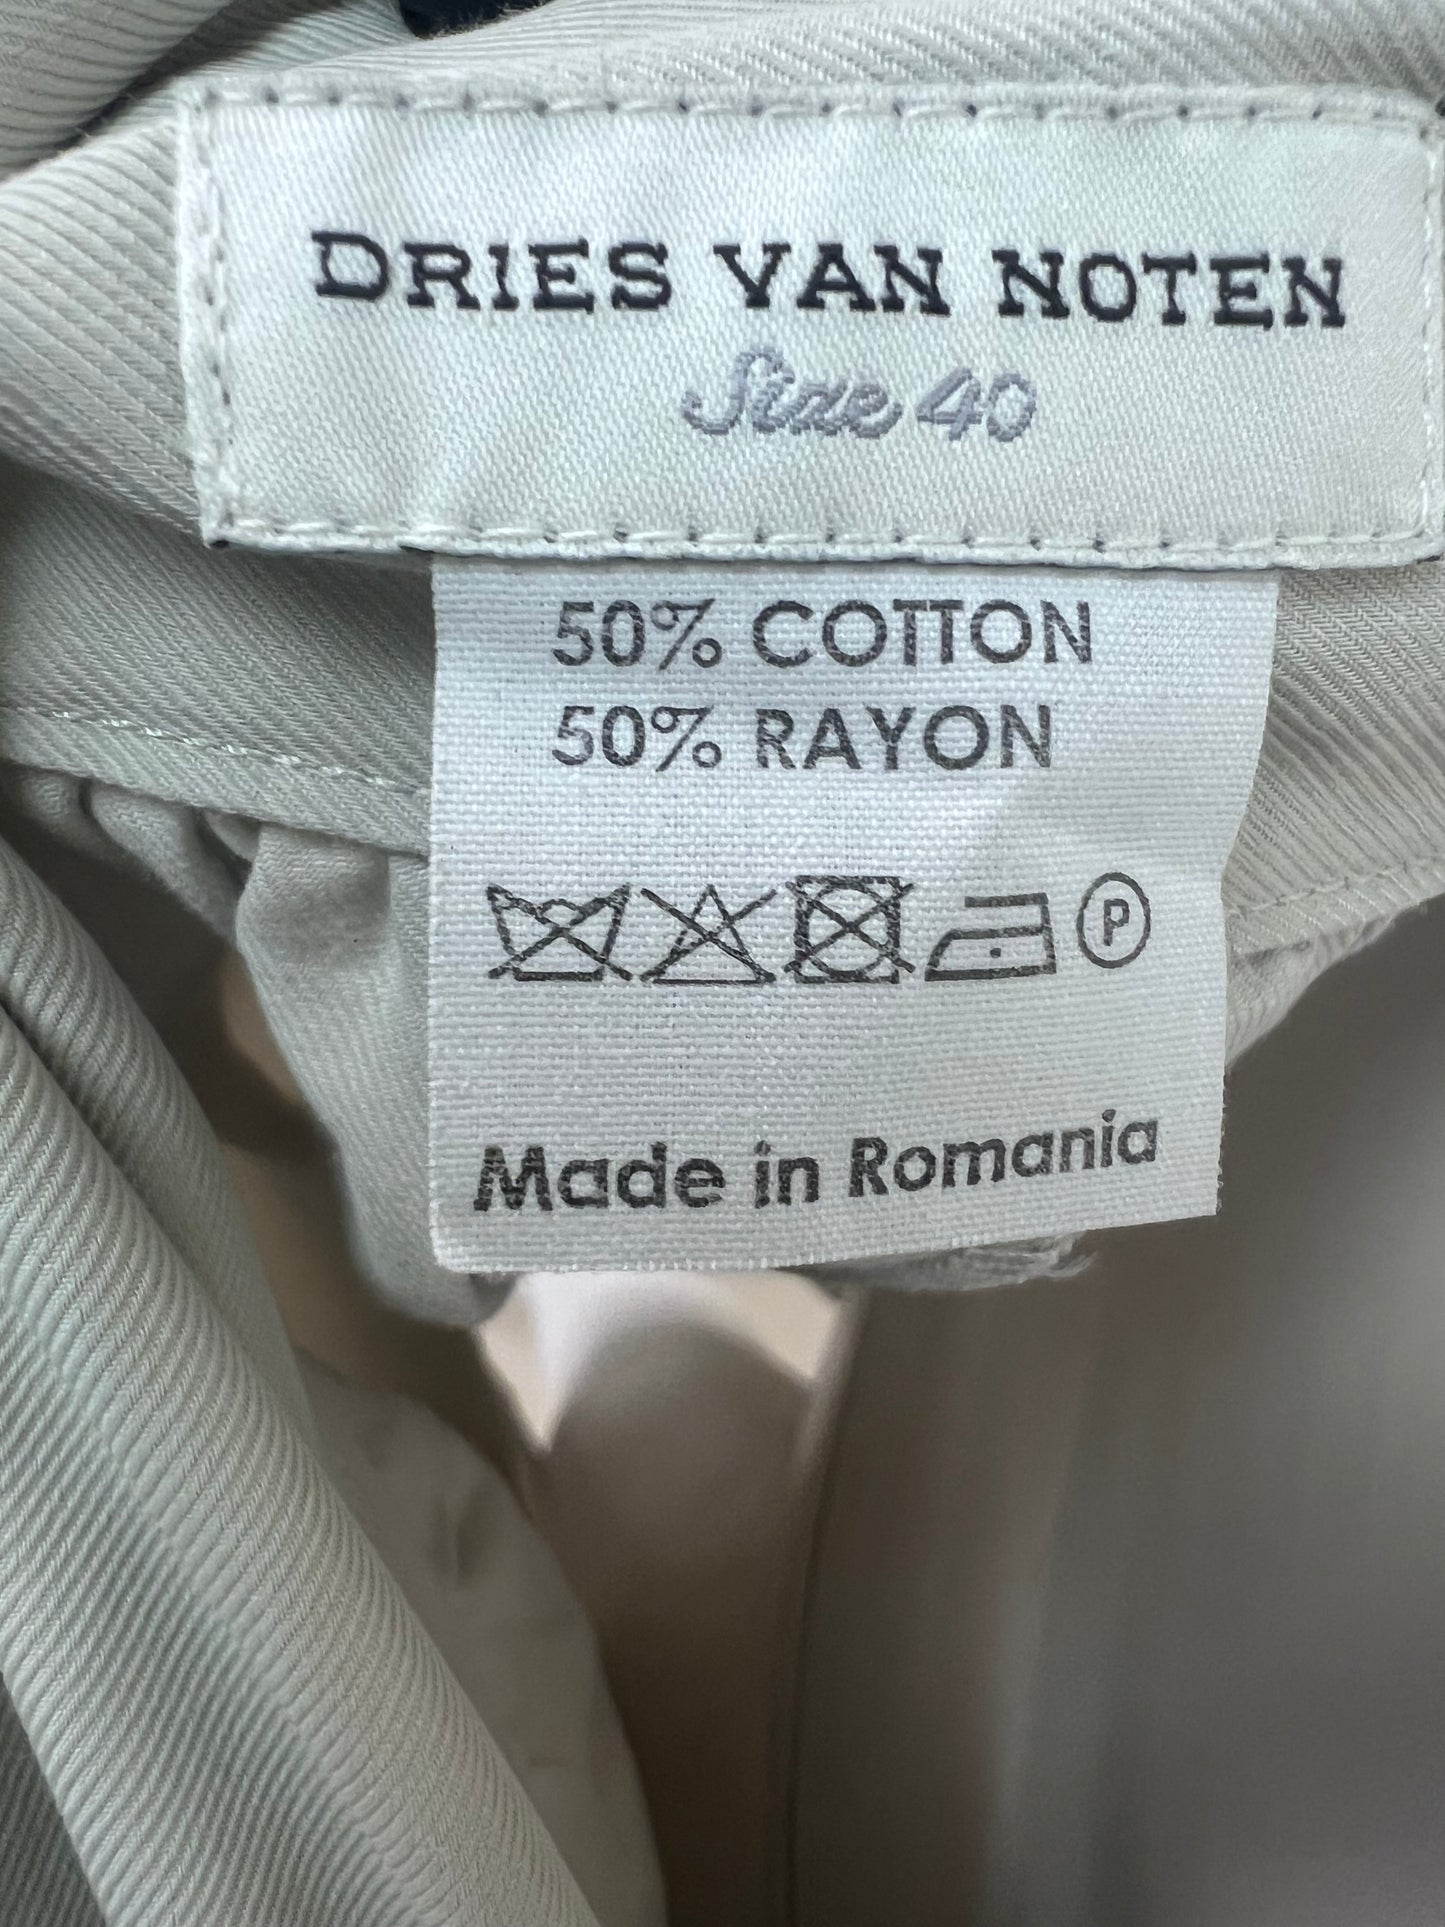 DRIES VAN NOTEN
Size 40
50% COTTON
50% RAYON
P
Made in Romania